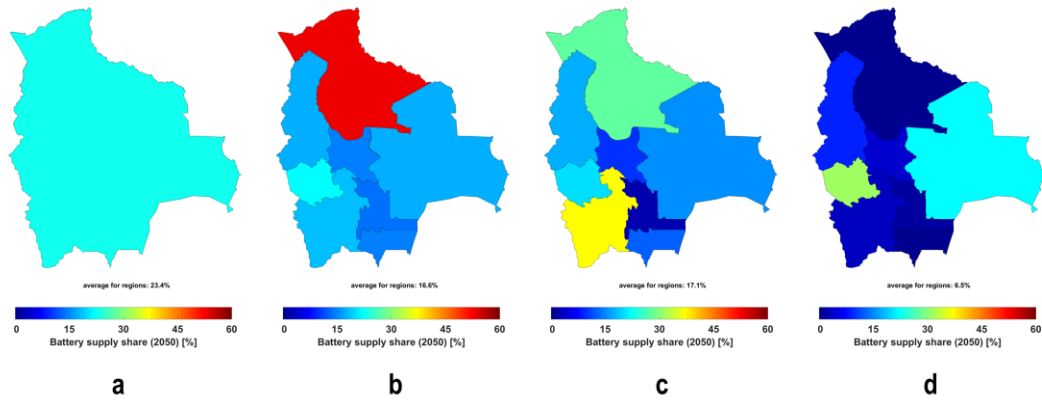 average for regions: 23.4%
average for regions: 16.6%
average for regions: 17.1%
average for regions: 6.5%
0 15 30 45 60
0 15 30 45 60
0 15 30 45 60
0 15 30 45 60
Battery supply share (2050) [%]
Battery supply share (2050) [%]
Battery supply share (2050) [%]
Battery supply share (2050) [%]
a
b
c
d